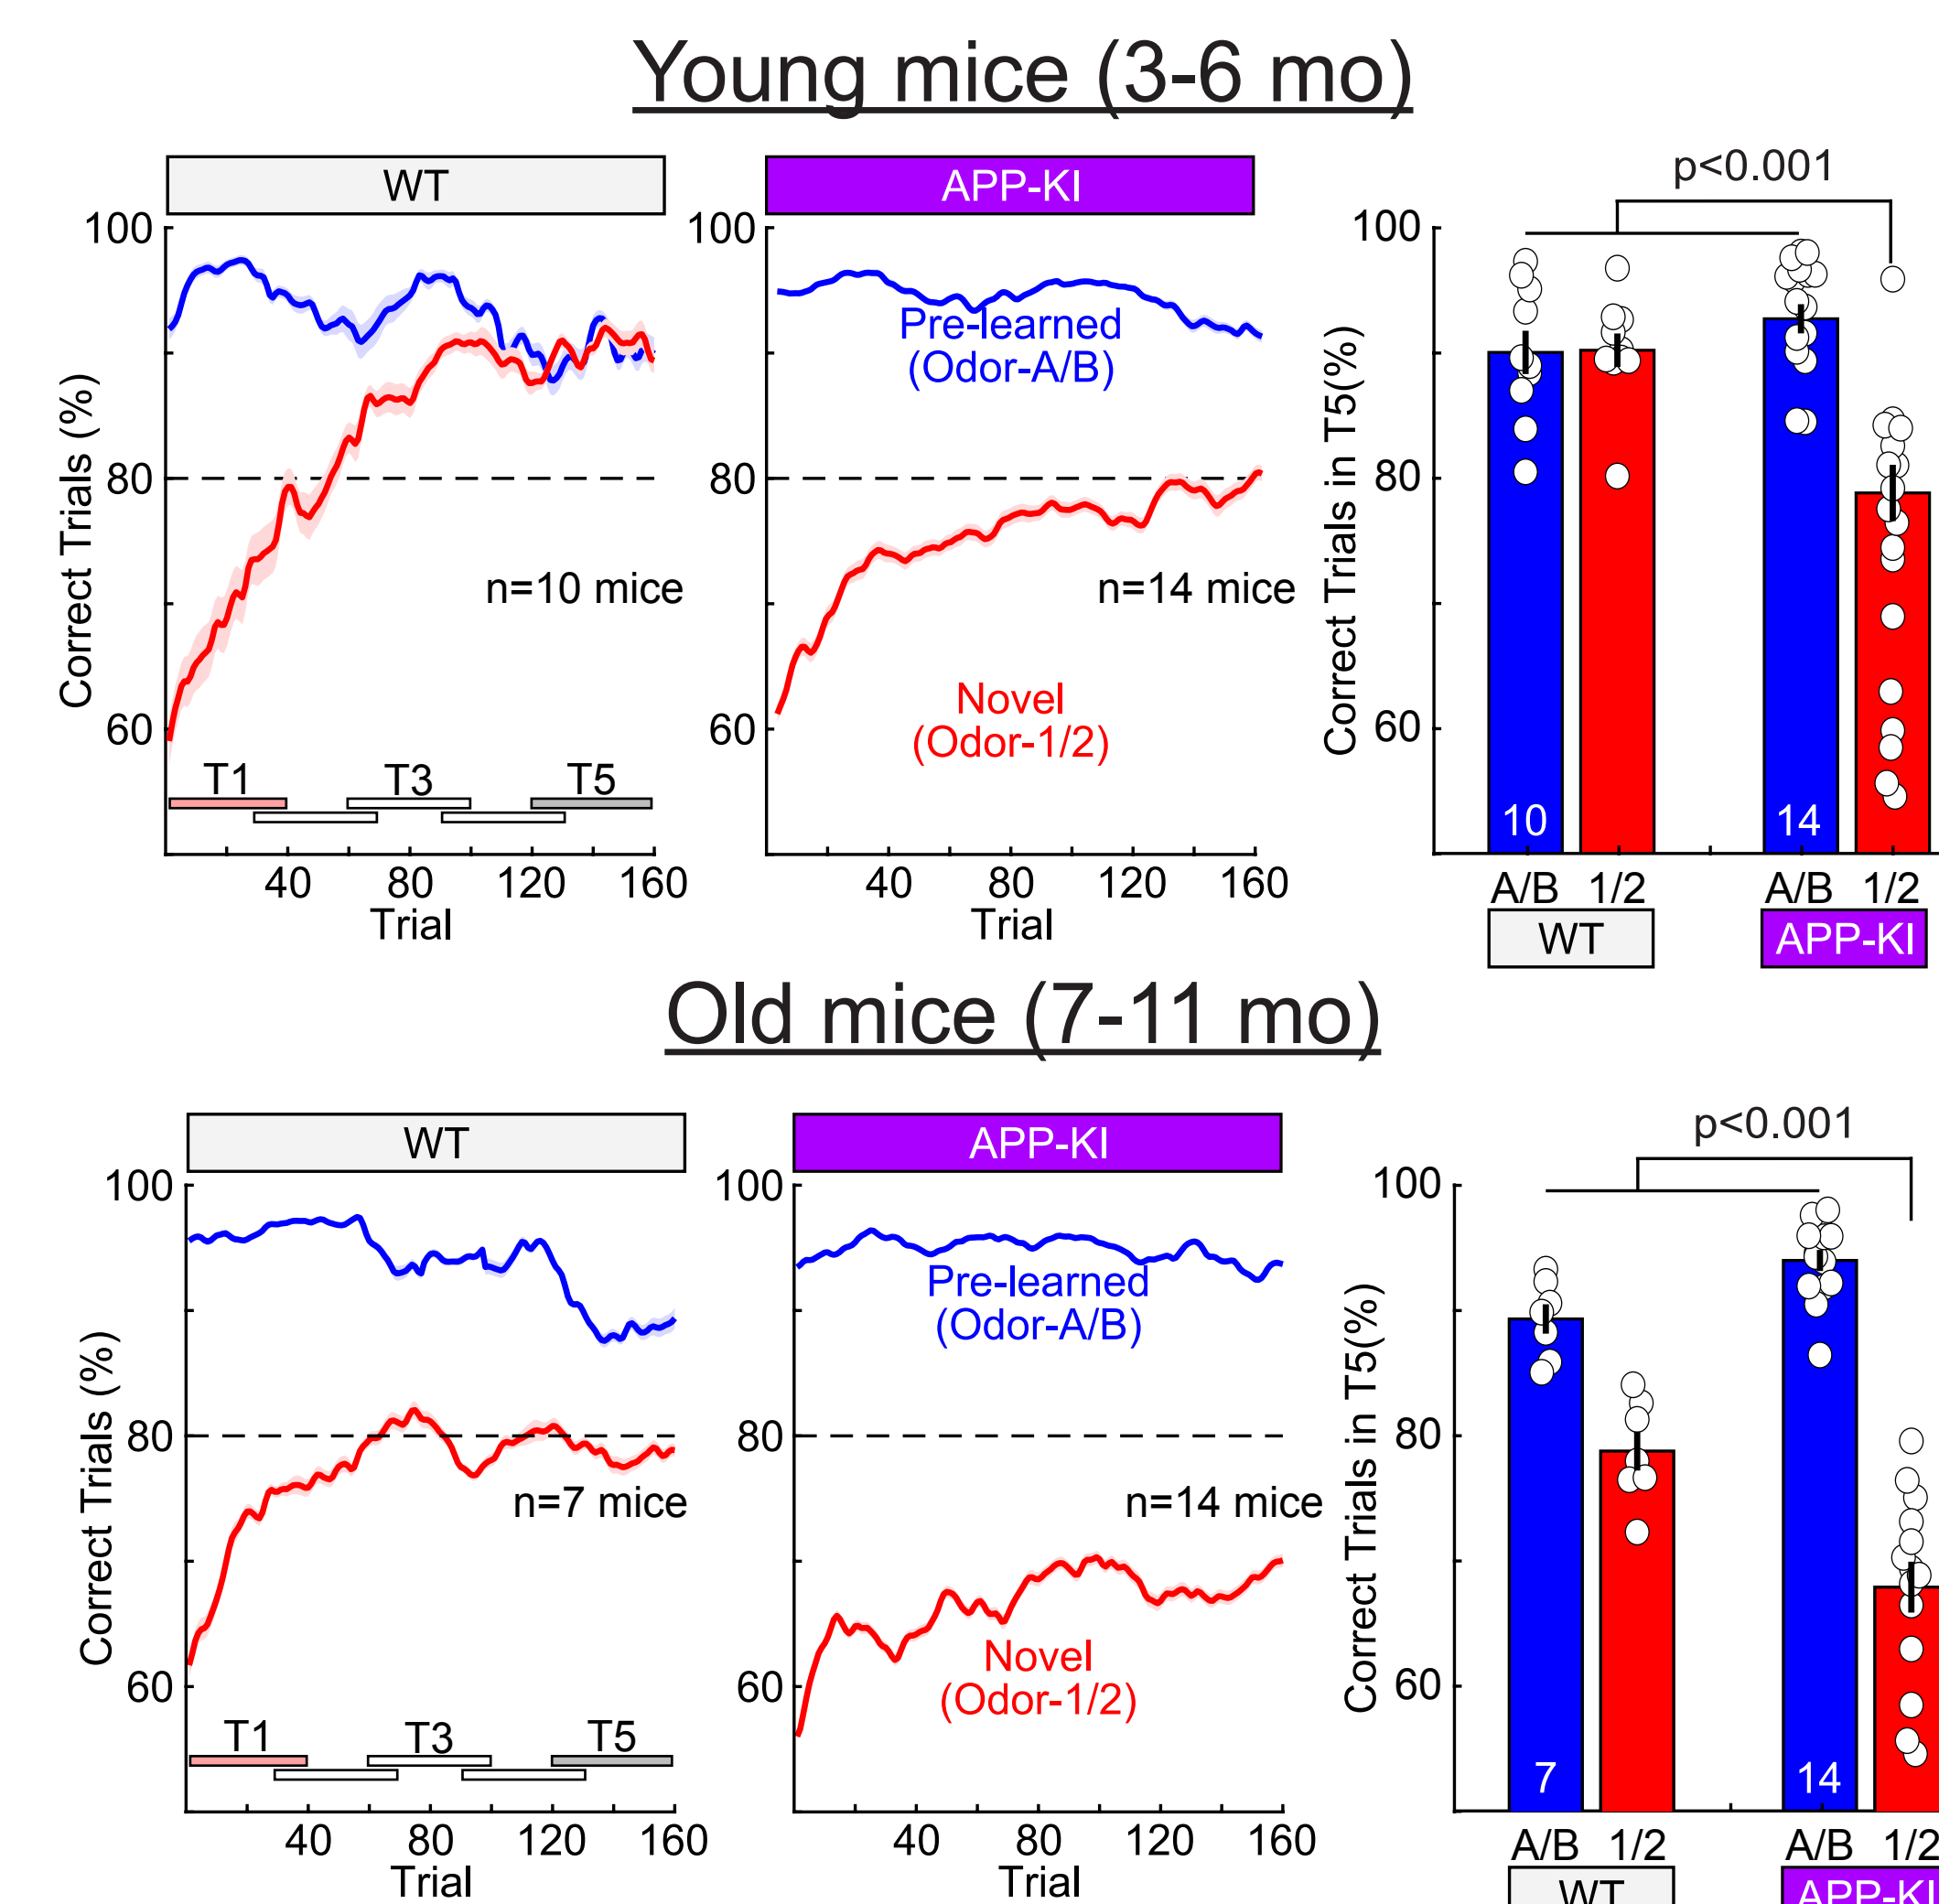 Young mice (3-6 mo)
WT
APP-KI
p<0.001
100
80
60
Correct Trials (%)
Trial
40
80
120
160
T1
T3
T5
n=10 mice
100
80
60
Pre-learned
(Odor-A/B)
n=14 mice
Novel
(Odor-1/2)
40
80
120
160
Trial
100
80
60
Correct Trials in T5(%)
10
14
A/B
1/2
A/B
1/2
WT
APP-KI
Old mice (7-11 mo)
WT
APP-KI
p<0.001
100
80
60
Correct Trials (%)
n=7 mice
T1
T3
T5
40
80
120
160
Trial
100
80
60
Pre-learned
(Odor-A/B)
n=14 mice
Novel
(Odor-1/2)
40
80
120
160
Trial
100
80
60
Correct Trials in T5(%)
7
14
A/B
1/2
A/B
1/2
WT
APP-KI